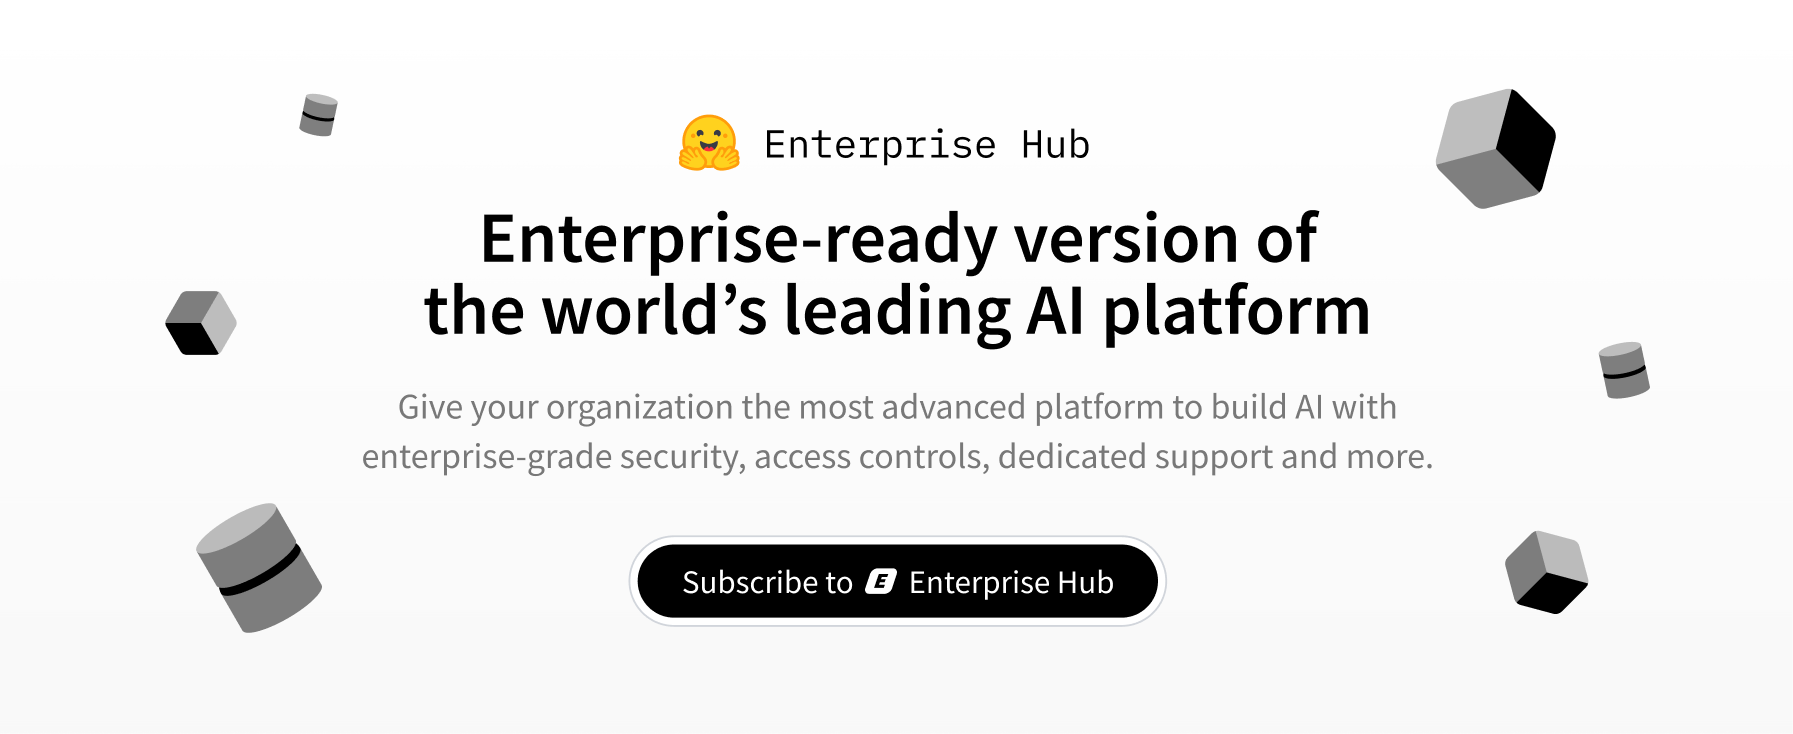 Enterprise Hub
Enterprise-ready version of
the world’s leading AI platform
Give your organization the most advanced platform to build AI with
enterprise-grade security, access controls, dedicated support and more.
Subscribe to E Enterprise Hub